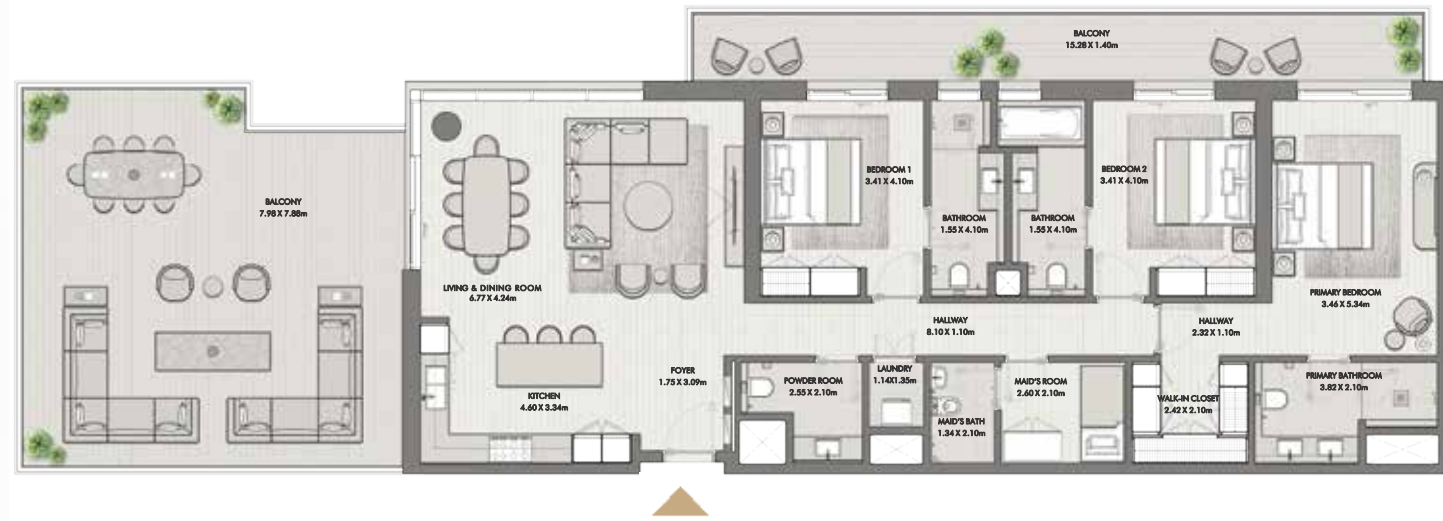 BALCONY
15.28 X 1.40m
BALCONY
7.98 X 7.88m
LIVING & DINING ROOM
6.77 X 4.24m
BEDROOM 1
3.41 X 4.10m
BATHROOM
1.55 X 4.10m
BATHROOM
1.55 X 4.10m
BEDROOM 2
3.41 X 4.10m
PRIMARY BEDROOM
3.46 X 5.34m
HALLWAY
8.10 X 1.10m
HALLWAY
2.32 X 1.10m
KITCHEN
4.60 X 3.34m
FOYER
1.75 X 3.09m
POWDER ROOM
2.55 X 2.10m
LAUNDRY
1.14X1.35m
MAID'S BATH
1.34 X 2.10m
MAID'S ROOM
2.60 X 2.10m
WALK-IN CLOSET
2.42 X 2.10m
PRIMARY BATHROOM
3.82 X 2.10m